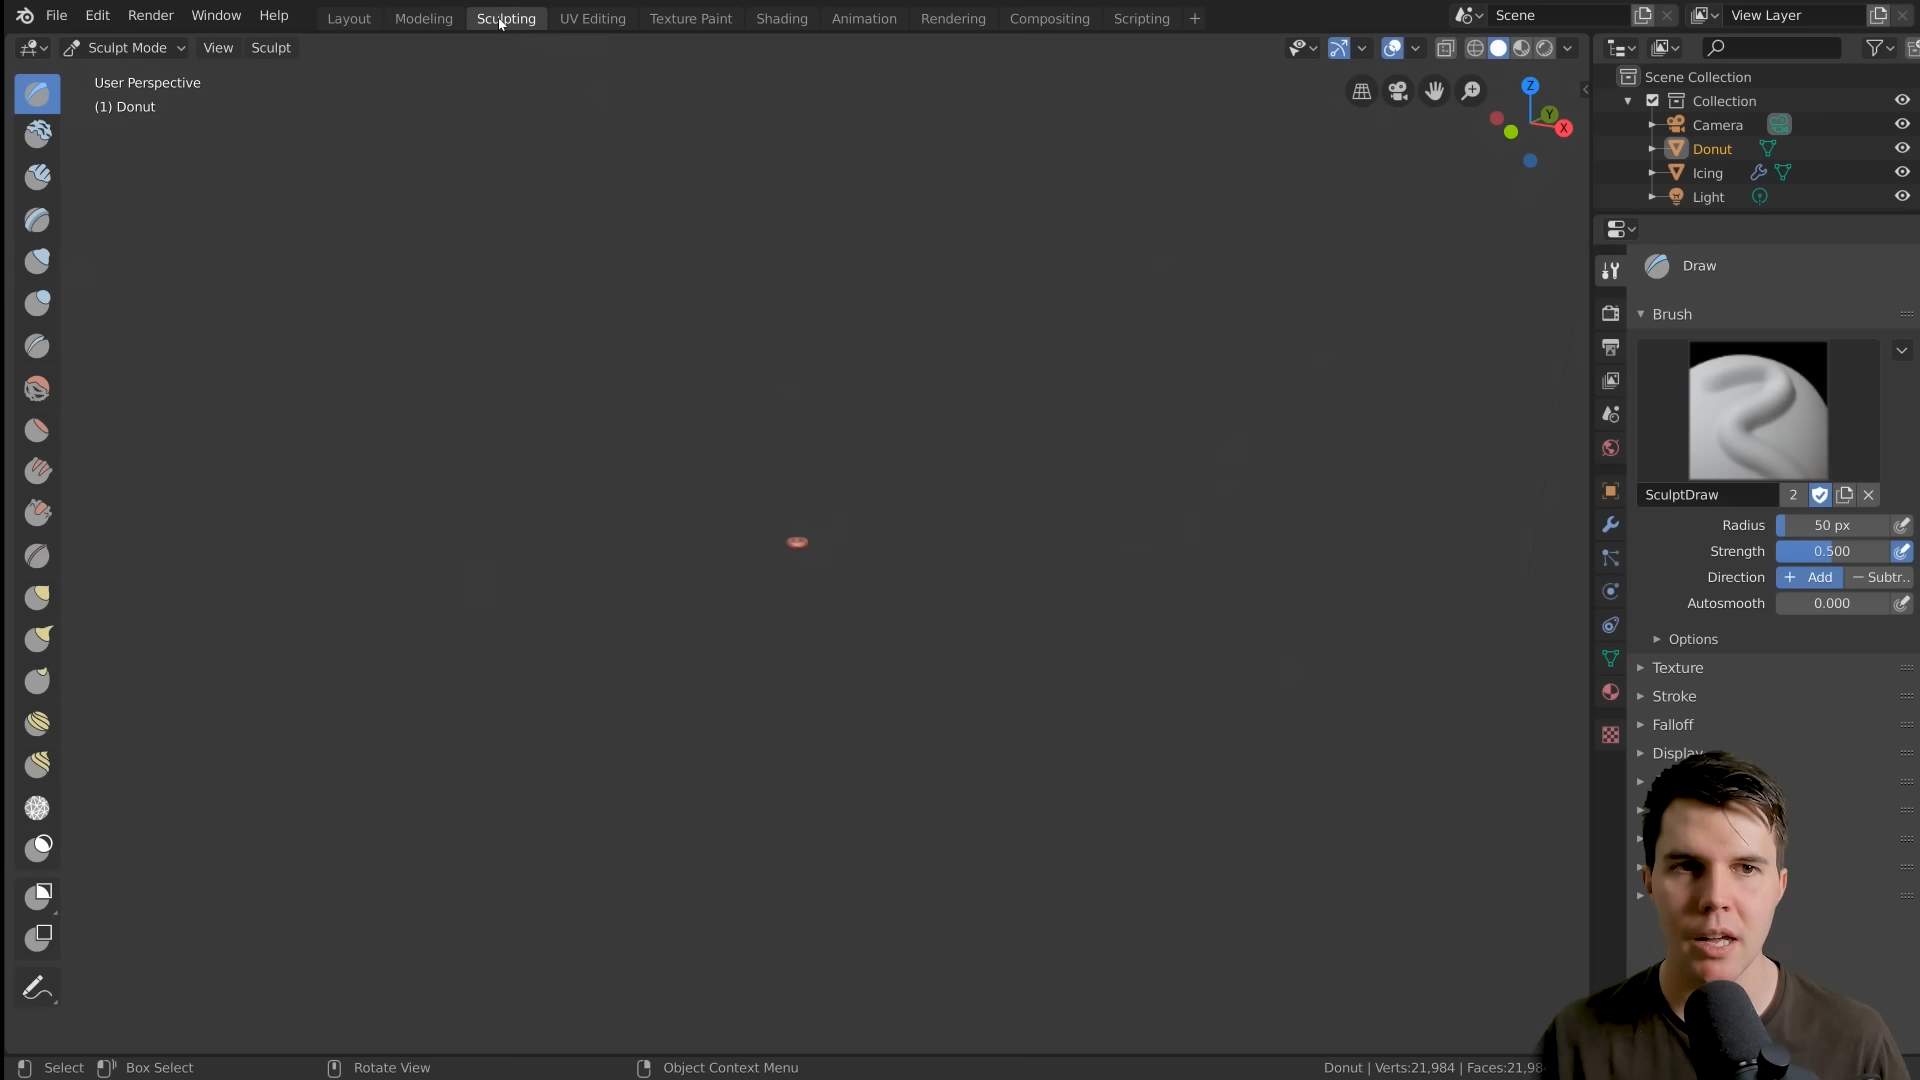 File Edit Render Window Help Layout Modeling Sculpting UV Editing Texture Paint Shading Animation Rendering Compositing Scripting + Scene View Layer
Sculpt Mode View Sculpt
User Perspective
(1) Donut
Z
Y
X
Scene Collection
Collection
Camera
Donut
Icing
Light
Draw
Brush
SculptDraw 2
Radius 50 px
Strength 0.500
Direction + Add − Subtr..
Autosmooth 0.000
Options
Texture
Stroke
Falloff
Display
Select Box Select Rotate View Object Context Menu Donut | Verts:21,984 | Faces:21,98